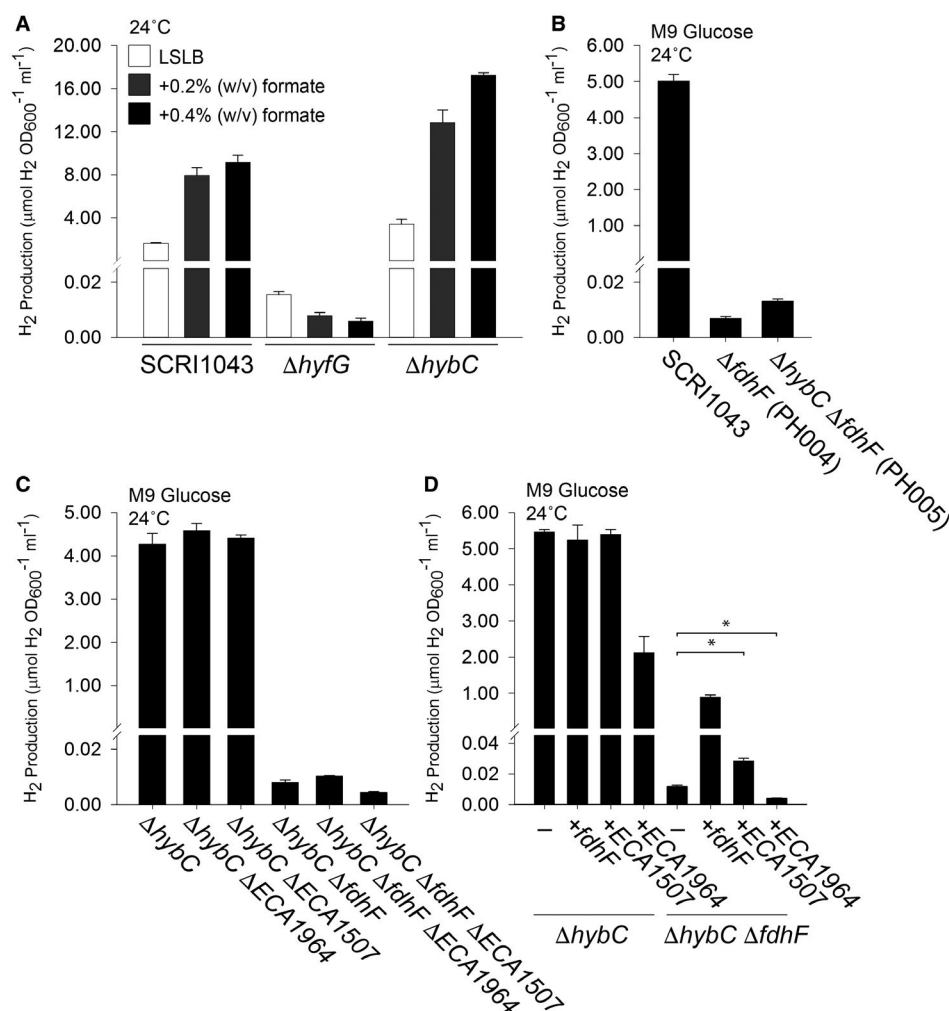 A
24˚C
LSLB
+0.2% (w/v) formate
+0.4% (w/v) formate
H2 Production (μmol H2 OD600-1 ml-1)
20.00
16.00
12.00
8.00
4.00
0.02
0.00
SCRI1043
ΔhyfG
ΔhybC
B
M9 Glucose
24˚C
H2 Production (μmol H2 OD600-1 ml-1)
6.00
5.00
4.00
3.00
2.00
1.00
0.02
0.00
SCRI1043
ΔfdhF (PH004)
ΔhybC ΔfdhF (PH005)
C
M9 Glucose
24˚C
H2 Production (μmol H2 OD600-1 ml-1)
5.00
4.00
3.00
2.00
1.00
0.02
0.00
ΔhybC
ΔhybC ΔECA1964
ΔhybC ΔECA1507
ΔhybC ΔfdhF
ΔhybC ΔfdhF ΔECA1964
ΔhybC ΔfdhF ΔECA1507
D
M9 Glucose
24˚C
H2 Production (μmol H2 OD600-1 ml-1)
6.00
5.00
4.00
3.00
2.00
1.00
0.04
0.02
0.00
*
*
–
+fdhF
+ECA1507
+ECA1964
–
+fdhF
+ECA1507
+ECA1964
ΔhybC
ΔhybC ΔfdhF